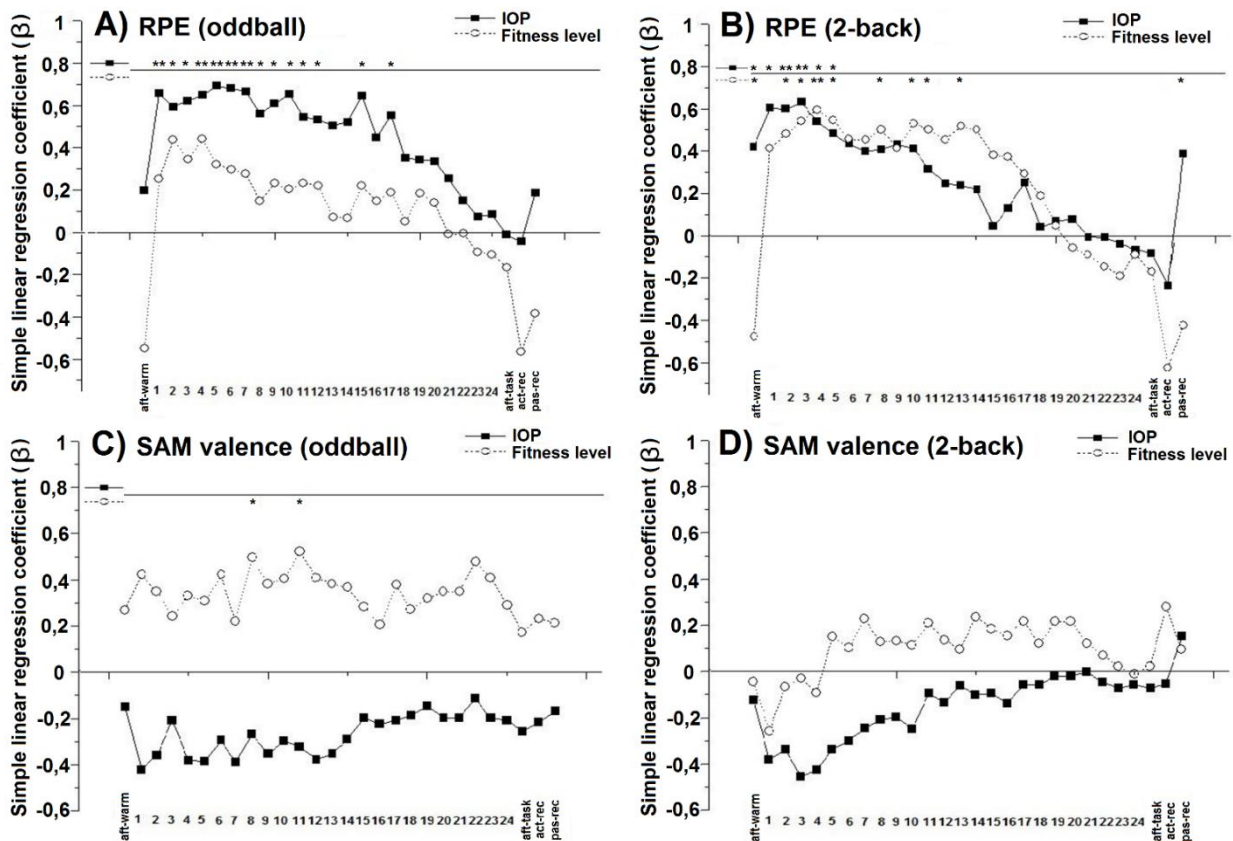 A) RPE (oddball)
IOP
Fitness level
Simple linear regression coefficient (β)
1
0,8
0,6
0,4
0,2
0
-0,2
-0,4
-0,6
** * * ** ** ** ** * * * * * * *
aft-warm 1 2 3 4 5 6 7 8 9 10 11 12 13 14 15 16 17 18 19 20 21 22 23 24 aft-task act-rec pas-rec
B) RPE (2-back)
IOP
Fitness level
Simple linear regression coefficient (β)
1
0,8
0,6
0,4
0,2
0
-0,2
-0,4
-0,6
* * ** ** * *
* * * ** * * * * * *
aft-warm 1 2 3 4 5 6 7 8 9 10 11 12 13 14 15 16 17 18 19 20 21 22 23 24 aft-task act-rec pas-rec
C) SAM valence (oddball)
IOP
Fitness level
Simple linear regression coefficient (β)
1
0,8
0,6
0,4
0,2
0
-0,2
-0,4
-0,6
* *
aft-warm 1 2 3 4 5 6 7 8 9 10 11 12 13 14 15 16 17 18 19 20 21 22 23 24 aft-task act-rec pas-rec
D) SAM valence (2-back)
IOP
Fitness level
Simple linear regression coefficient (β)
1
0,8
0,6
0,4
0,2
0
-0,2
-0,4
-0,6
aft-warm 1 2 3 4 5 6 7 8 9 10 11 12 13 14 15 16 17 18 19 20 21 22 23 24 aft-task act-rec pas-rec